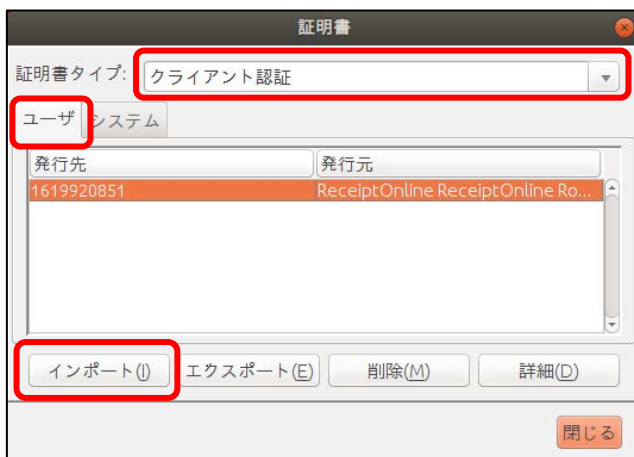 証明書
証明書タイプ: クライアント認証
ユーザ システム
発行先 発行元
1619920851 ReceiptOnline ReceiptOnline Ro...
インポート(I) エクスポート(E) 削除(M) 詳細(D)
閉じる